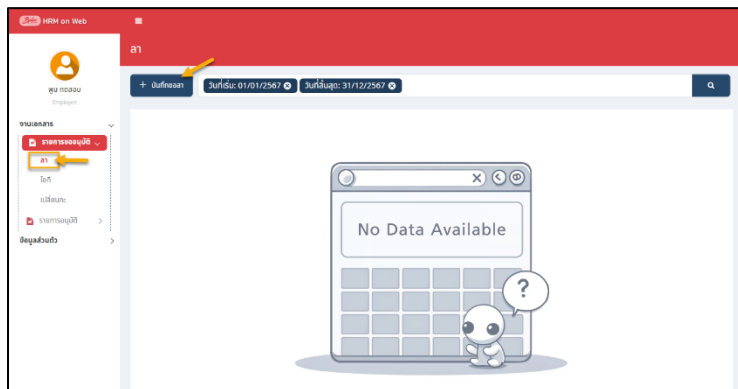 HRM on Web
ลา
พูน ทดสอบ
Employee
+ บันทึกขอลา
วันที่เริ่ม: 01/01/2567
วันที่สิ้นสุด: 31/12/2567
งานเอกสาร
รายการขออนุมัติ
ลา
โอที
เปลี่ยนกะ
รายการอนุมัติ
ข้อมูลส่วนตัว
No Data Available
?